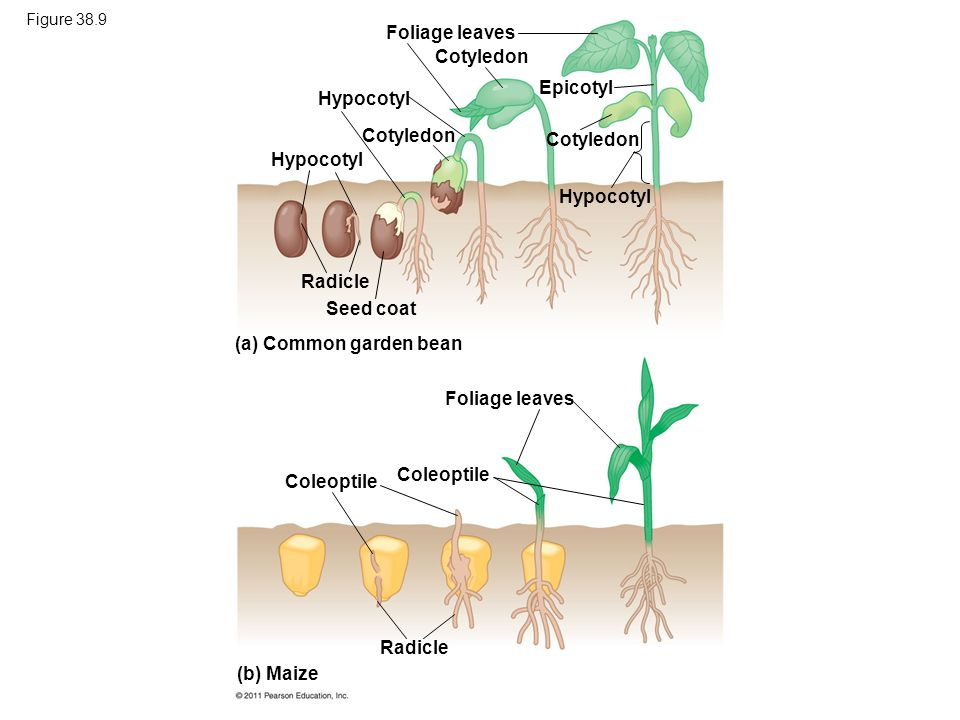 Figure 38.9
Foliage leaves
Cotyledon
Epicotyl
Hypocotyl
Cotyledon
Cotyledon
Hypocotyl
Hypocotyl
Radicle
Seed coat
(a) Common garden bean
Foliage leaves
Coleoptile
Coleoptile
Radicle
(b) Maize
© 2011 Pearson Education, Inc.